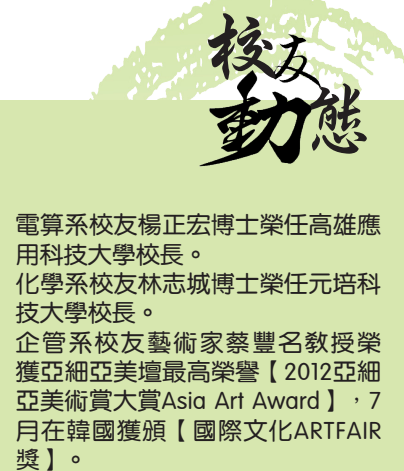 校友
動態
電算系校友楊正宏博士榮任高雄應
用科技大學校長。
化學系校友林志城博士榮任元培科
技大學校長。
企管系校友藝術家蔡豐名教授榮
獲亞細亞美壇最高榮譽【2012亞細
亞美術賞大賞Asia Art Award】，7
月在韓國獲頒【國際文化ARTFAIR
獎】。